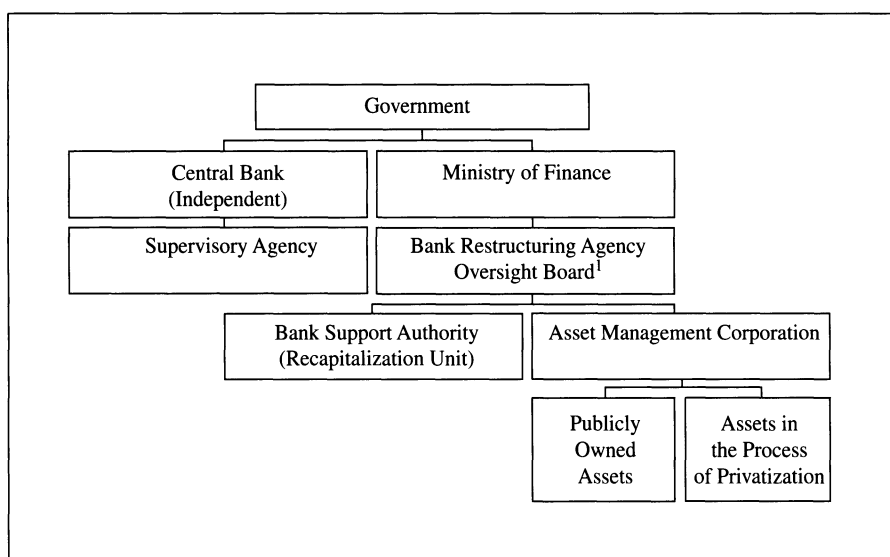 Government
Central Bank
(Independent)
Ministry of Finance
Supervisory Agency
Bank Restructuring Agency
Oversight Board¹
Bank Support Authority
(Recapitalization Unit)
Asset Management Corporation
Publicly
Owned
Assets
Assets in
the Process
of Privatization